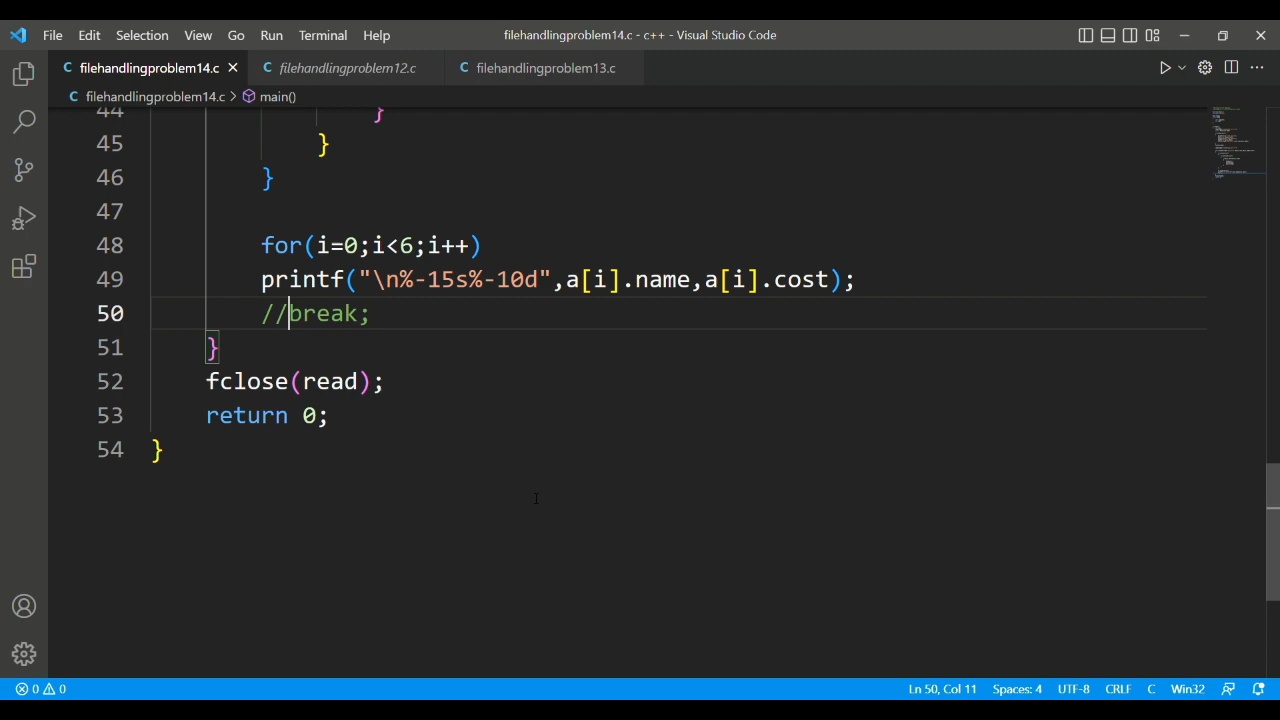 File Edit Selection View Go Run Terminal Help filehandlingproblem14.c - c++ - Visual Studio Code
C filehandlingproblem14.c C filehandlingproblem12.c C filehandlingproblem13.c
C filehandlingproblem14.c > main()
44 }
45 }
46 }
47
48 for(i=0;i<6;i++)
49 printf("\n%-15s%-10d",a[i].name,a[i].cost);
50 //break;
51 }
52 fclose(read);
53 return 0;
54 }
0 0 Ln 50, Col 11 Spaces: 4 UTF-8 CRLF C Win32